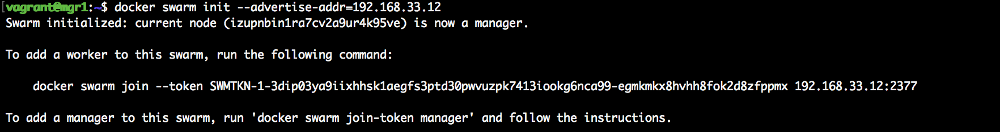 [vagrant@mgr1:~$ docker swarm init --advertise-addr=192.168.33.12
Swarm initialized: current node (izupnbin1ra7cv2a9ur4k95ve) is now a manager.
To add a worker to this swarm, run the following command:
docker swarm join --token SWMTKN-1-3dip03ya9iixhhsk1aegfs3ptd30pwvuzpk7413iookg6nca99-egmkmkx8hvhh8fok2d8zfppmx 192.168.33.12:2377
To add a manager to this swarm, run 'docker swarm join-token manager' and follow the instructions.